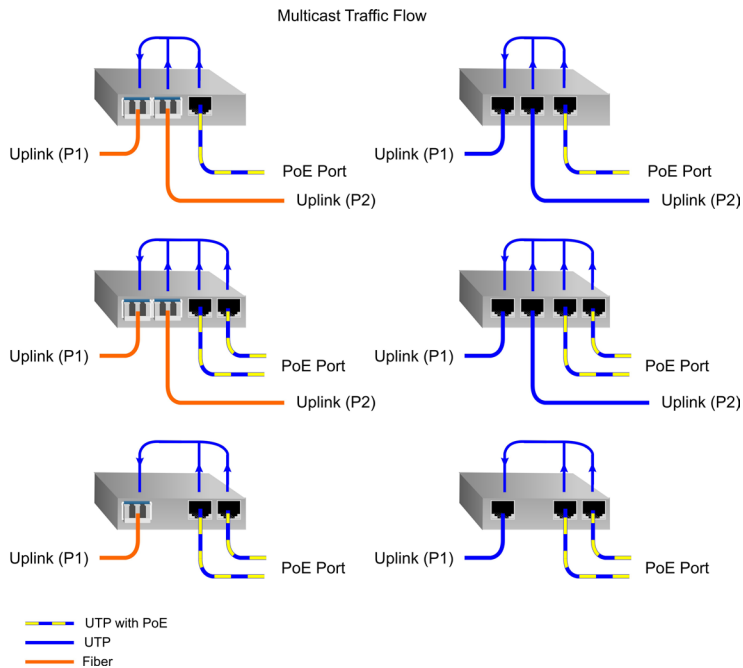 Multicast Traffic Flow
Uplink (P1)
PoE Port
Uplink (P2)
Uplink (P1)
PoE Port
Uplink (P2)
Uplink (P1)
PoE Port
Uplink (P2)
Uplink (P1)
PoE Port
Uplink (P2)
Uplink (P1)
PoE Port
Uplink (P1)
PoE Port
UTP with PoE
UTP
Fiber